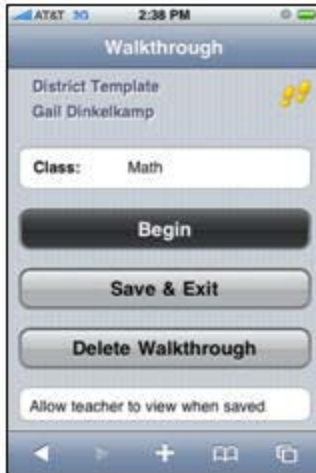 AT&T 3G 2:38 PM
Walkthrough
District Template
Gail Dinkelkamp
Class: Math
Begin
Save & Exit
Delete Walkthrough
Allow teacher to view when saved